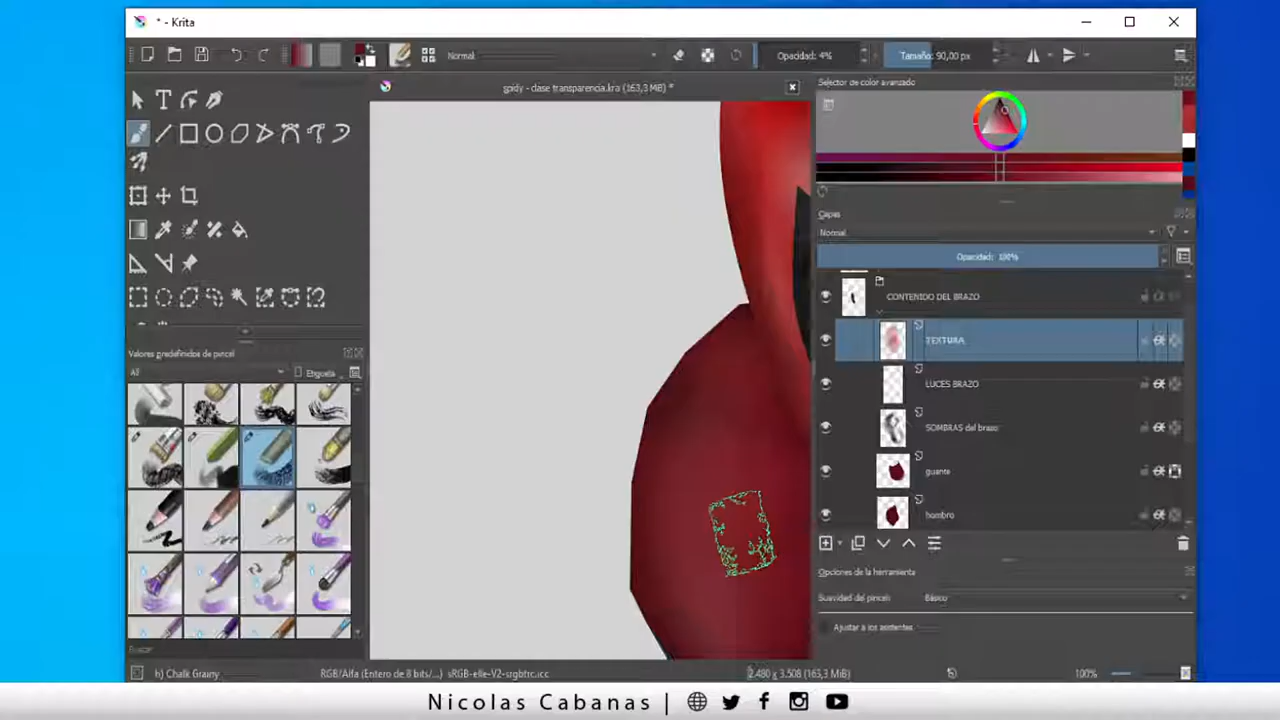 * - Krita
Normal
Opacidad: 4%
Tamaño: 90,00 px
spidy - clase transparencia.kra (163,3 MiB) *
Selector de color avanzado
Capas
Normal
Opacidad: 100%
CONTENIDO DEL BRAZO
TEXTURA
LUCES BRAZO
SOMBRAS del brazo
guante
hombro
Valores predefinidos de pincel
All
Etiqueta
Opciones de la herramienta
Suavidad del pincel:
Básico
Ajustar a los asistentes
Buscar
h) Chalk Grainy
RGB/Alfa (Entero de 8 bits/...) sRGB-elle-V2-srgbtrc.icc
2.480 x 3.508 (163,3 MiB)
100%
Nicolas Cabanas |